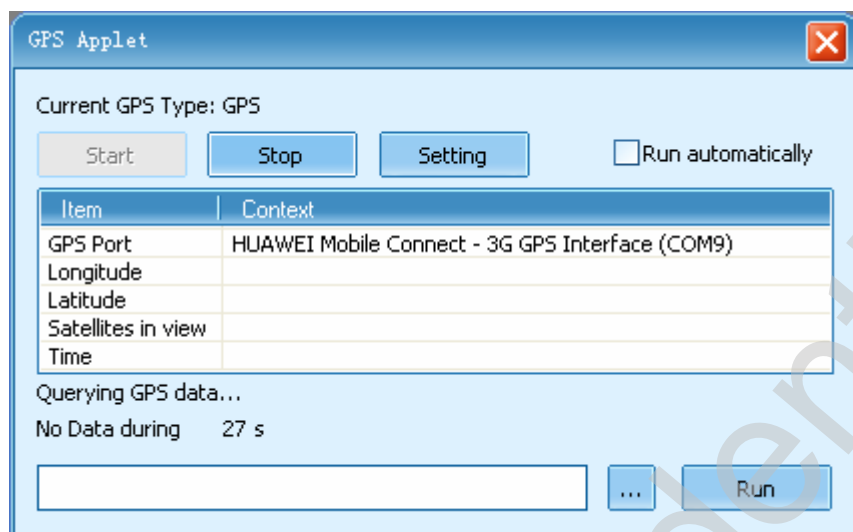 GPS Applet
Current GPS Type: GPS
Start Stop Setting Run automatically
Item Context
GPS Port HUAWEI Mobile Connect - 3G GPS Interface (COM9)
Longitude
Latitude
Satellites in view
Time
Querying GPS data...
No Data during 27 s
... Run